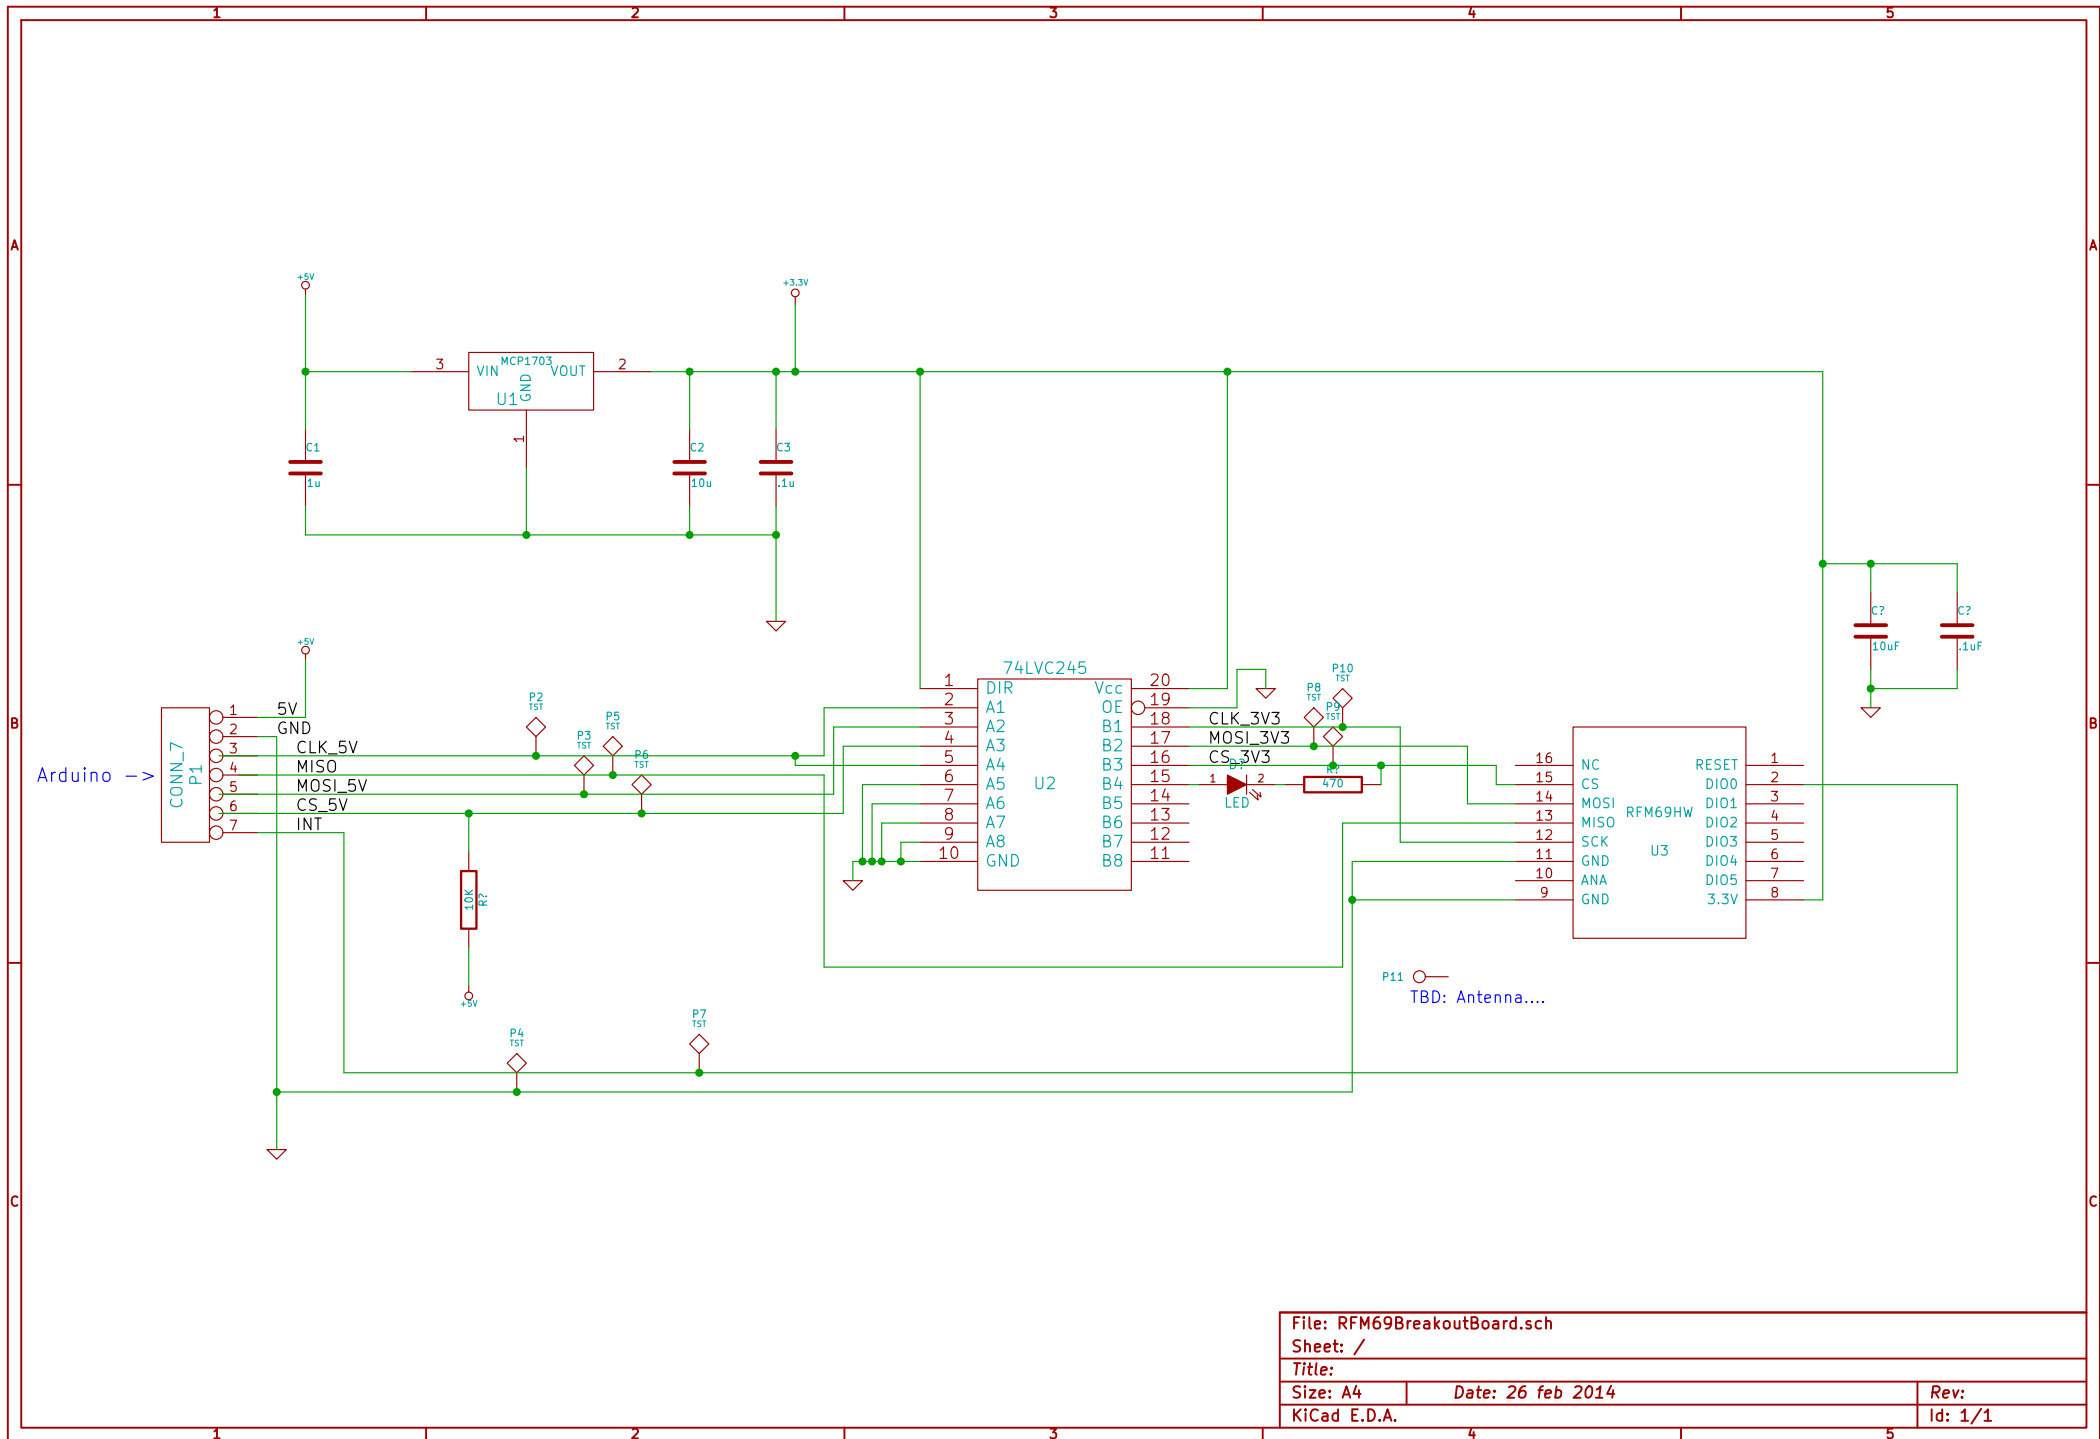 1 2 3 4 5
A A
+5V
+3.3V
3 VIN MCP1703 VOUT 2
GND
U1
1
C1
1u
C2
10u
C3
.1u
C?
10uF
C?
.1uF
B B
+5V
Arduino ->
CONN_7
P1
1 5V
2 GND
3 CLK_5V
4 MISO
5 MOSI_5V
6 CS_5V
7 INT
P2
TST
P3
TST
P5
TST
P6
TST
10K
R?
+5V
P4
TST
P7
TST
74LVC245
U2
1 DIR
2 A1
3 A2
4 A3
5 A4
6 A5
7 A6
8 A7
9 A8
10 GND
Vcc 20
OE 19
B1 18
B2 17
B3 16
B4 15
B5 14
B6 13
B7 12
B8 11
CLK_3V3
MOSI_3V3
CS_3V3
P10
TST
P8
TST
P9
TST
D?
1 2
LED
R?
470
RFM69HW
U3
16 NC
15 CS
14 MOSI
13 MISO
12 SCK
11 GND
10 ANA
9 GND
RESET 1
DIO0 2
DIO1 3
DIO2 4
DIO3 5
DIO4 6
DIO5 7
3.3V 8
P11
TBD: Antenna....
C C
File: RFM69BreakoutBoard.sch
Sheet: /
Title:
Size: A4 Date: 26 feb 2014 Rev:
KiCad E.D.A. Id: 1/1
1 2 3 4 5